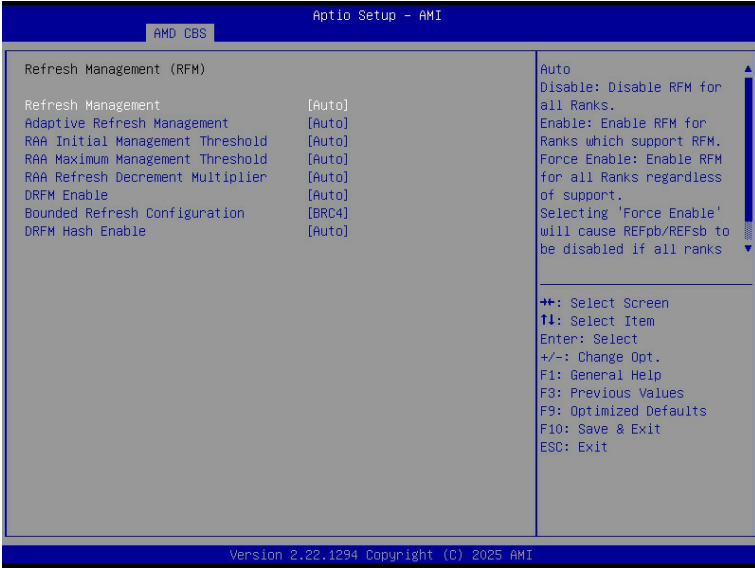 Aptio Setup - AMI
AMD CBS
Refresh Management (RFM)
Refresh Management [Auto]
Adaptive Refresh Management [Auto]
RAA Initial Management Threshold [Auto]
RAA Maximum Management Threshold [Auto]
RAA Refresh Decrement Multiplier [Auto]
DRFM Enable [Auto]
Bounded Refresh Configuration [BRC4]
DRFM Hash Enable [Auto]
Auto
Disable: Disable RFM for
all Ranks.
Enable: Enable RFM for
Ranks which support RFM.
Force Enable: Enable RFM
for all Ranks regardless
of support.
Selecting 'Force Enable'
will cause REFpb/REFsb to
be disabled if all ranks
→←: Select Screen
↑↓: Select Item
Enter: Select
+/-: Change Opt.
F1: General Help
F3: Previous Values
F9: Optimized Defaults
F10: Save & Exit
ESC: Exit
Version 2.22.1294 Copyright (C) 2025 AMI